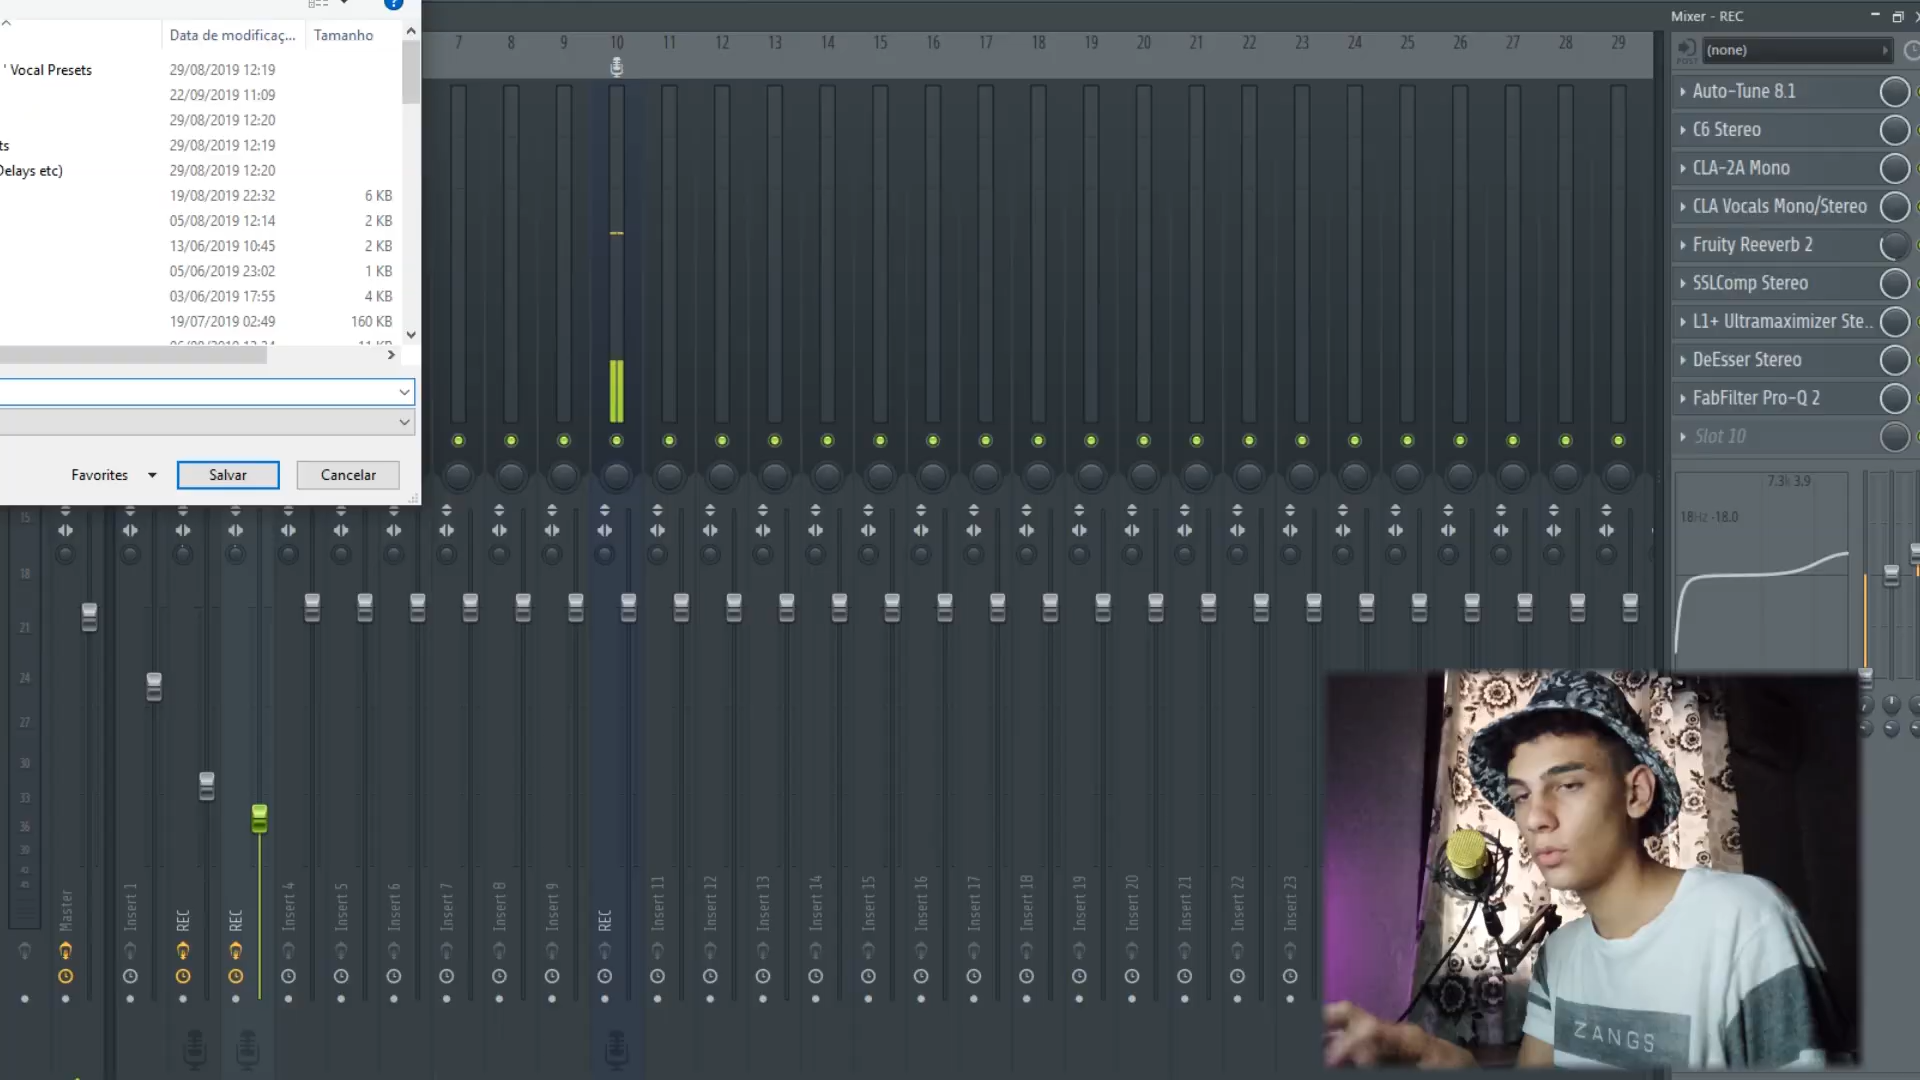 Data de modificaç... Tamanho
' Vocal Presets 29/08/2019 12:19
22/09/2019 11:09
29/08/2019 12:20
ts 29/08/2019 12:19
Delays etc) 29/08/2019 12:20
19/08/2019 22:32 6 KB
05/08/2019 12:14 2 KB
13/06/2019 10:45 2 KB
05/06/2019 23:02 1 KB
03/06/2019 17:55 4 KB
19/07/2019 02:49 160 KB
Favorites Salvar Cancelar
7 8 9 10 11 12 13 14 15 16 17 18 19 20 21 22 23 24 25 26 27 28 29
Mixer - REC
POST (none)
Auto-Tune 8.1
C6 Stereo
CLA-2A Mono
CLA Vocals Mono/Stereo
Fruity Reeverb 2
SSLComp Stereo
L1+ Ultramaximizer Ste..
DeEsser Stereo
FabFilter Pro-Q 2
Slot 10
7.3k 3.9
18Hz -18.0
15
18
21
24
27
30
33
36
39
Master Insert 1 REC REC Insert 4 Insert 5 Insert 6 Insert 7 Insert 8 Insert 9 REC Insert 11 Insert 12 Insert 13 Insert 14 Insert 15 Insert 16 Insert 17 Insert 18 Insert 19 Insert 20 Insert 21 Insert 22 Insert 23
ZANGS